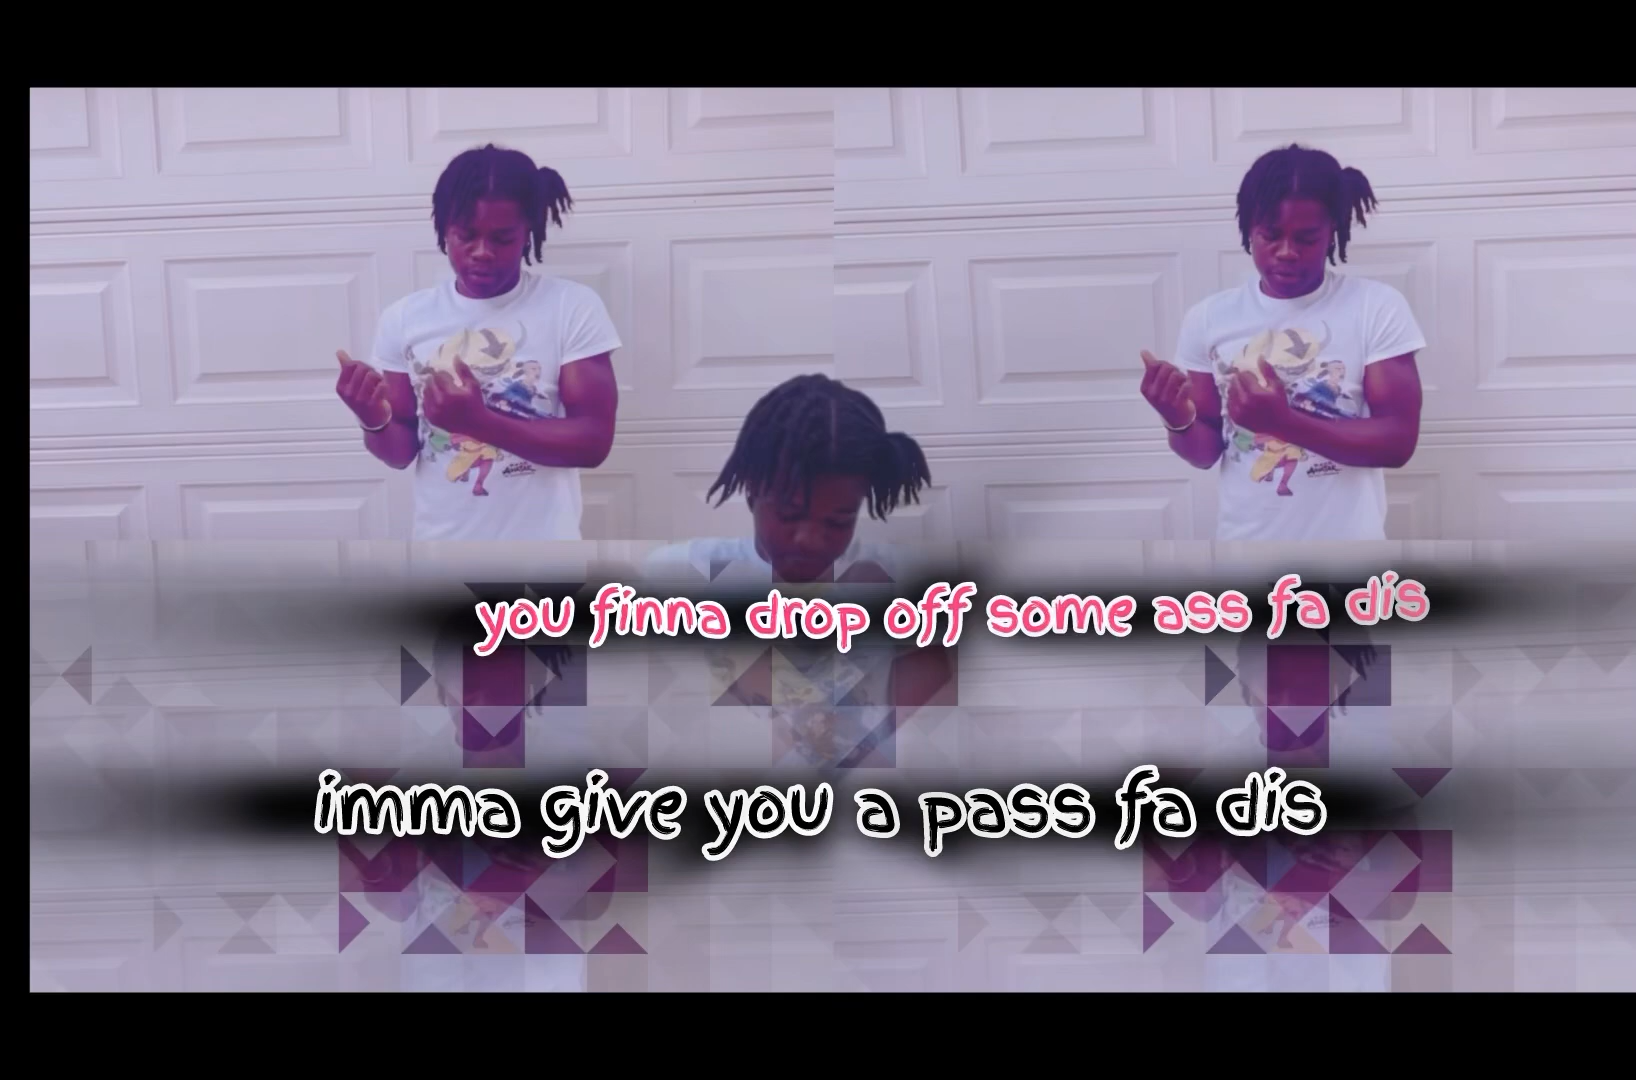 you finna drop off some ass fa dis
imma give you a pass fa dis